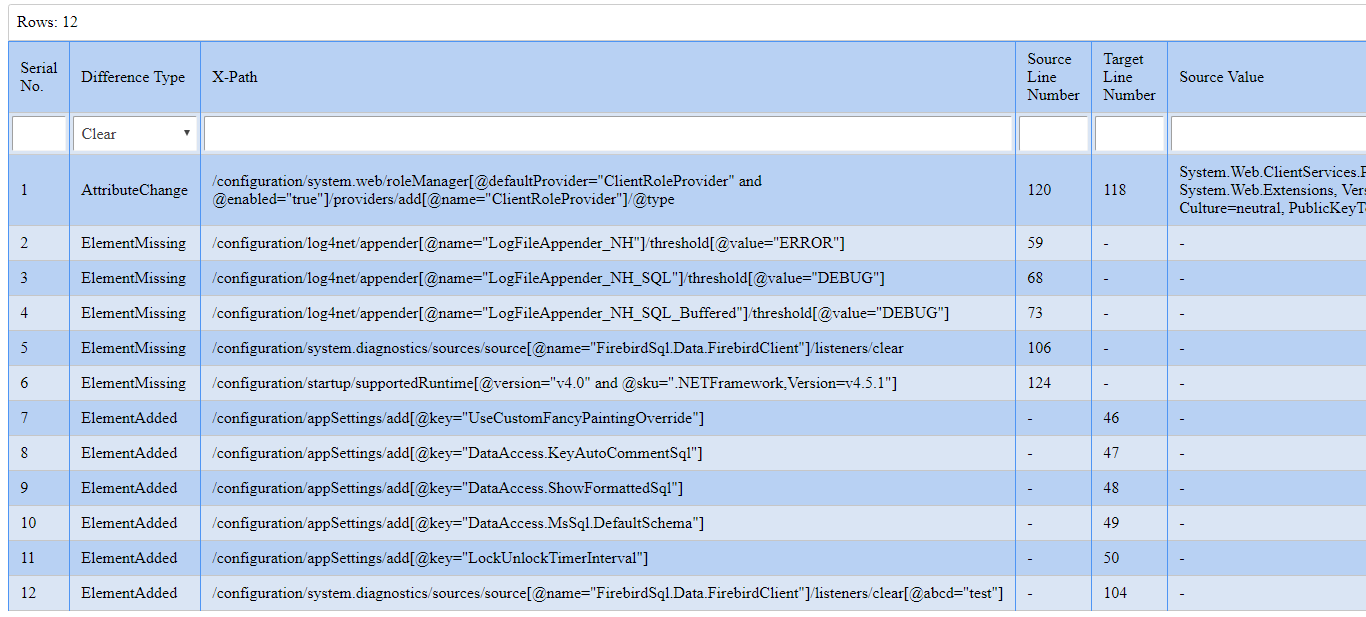 Rows: 12
Serial No. Difference Type X-Path Source Line Number Target Line Number Source Value
Clear
1 AttributeChange /configuration/system.web/roleManager[@defaultProvider="ClientRoleProvider" and @enabled="true"]/providers/add[@name="ClientRoleProvider"]/@type 120 118 System.Web.ClientServices. System.Web.Extensions, Culture=neutral,
2 ElementMissing /configuration/log4net/appender[@name="LogFileAppender_NH"]/threshold[@value="ERROR"] 59 - -
3 ElementMissing /configuration/log4net/appender[@name="LogFileAppender_NH_SQL"]/threshold[@value="DEBUG"] 68 - -
4 ElementMissing /configuration/log4net/appender[@name="LogFileAppender_NH_SQL_Buffered"]/threshold[@value="DEBUG"] 73 - -
5 ElementMissing /configuration/system.diagnostics/sources/source[@name="FirebirdSql.Data.FirebirdClient"]/listeners/clear 106 - -
6 ElementMissing /configuration/startup/supportedRuntime[@version="v4.0" and @sku=".NETFramework,Version=v4.5.1"] 124 - -
7 ElementAdded /configuration/appSettings/add[@key="UseCustomFancyPaintingOverride"] - 46 -
8 ElementAdded /configuration/appSettings/add[@key="DataAccess.KeyAutoCommentSql"] - 47 -
9 ElementAdded /configuration/appSettings/add[@key="DataAccess.ShowFormattedSql"] - 48 -
10 ElementAdded /configuration/appSettings/add[@key="DataAccess.MsSql.DefaultSchema"] - 49 -
11 ElementAdded /configuration/appSettings/add[@key="LockUnlockTimerInterval"] - 50 -
12 ElementAdded /configuration/system.diagnostics/sources/source[@name="FirebirdSql.Data.FirebirdClient"]/listeners/clear[@abcd="test"] - 104 -